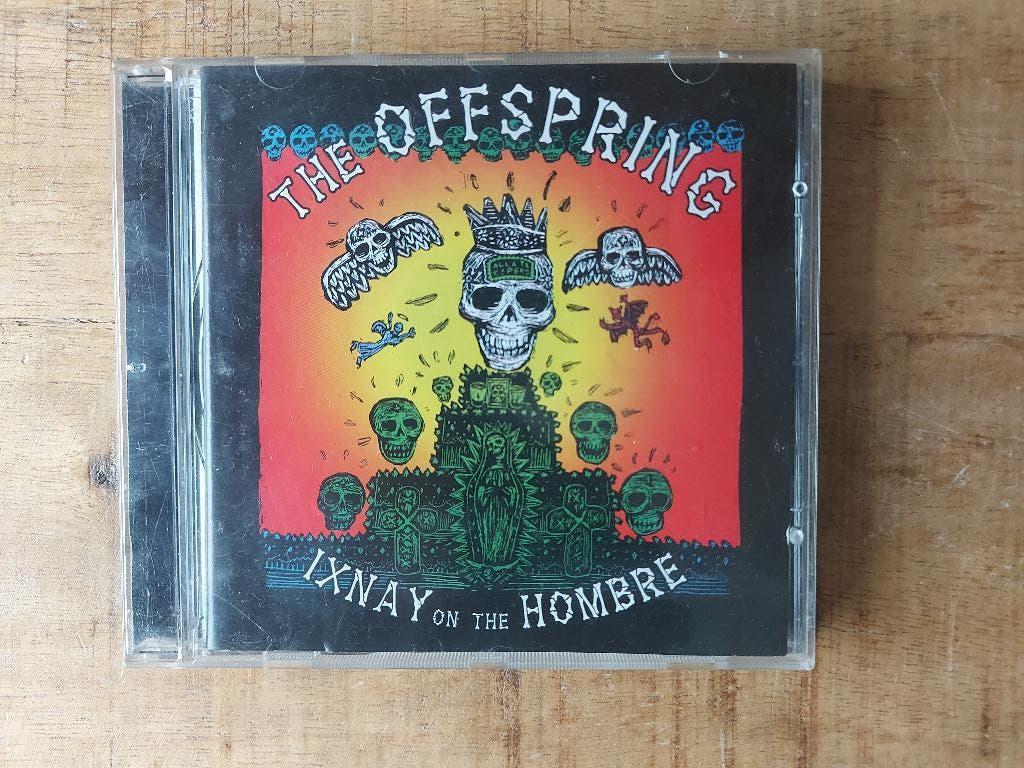 THE OFFSPRING
IXNAY ON THE HOMBRE